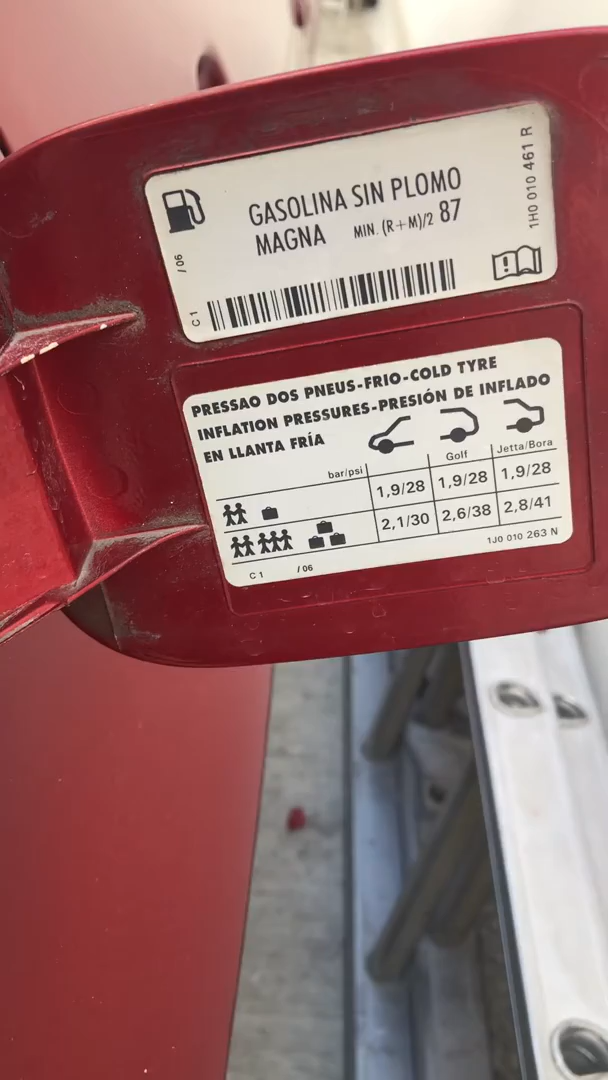 GASOLINA SIN PLOMO
MAGNA MIN. (R+M)/2 87
1H0 010 461 R
/ 06
C 1
PRESSAO DOS PNEUS-FRIO-COLD TYRE
INFLATION PRESSURES-PRESIÓN DE INFLADO
EN LLANTA FRÍA
Golf Jetta/Bora
bar/psi
1,9/28 1,9/28 1,9/28
2,1/30 2,6/38 2,8/41
C 1 / 06 1J0 010 263 N